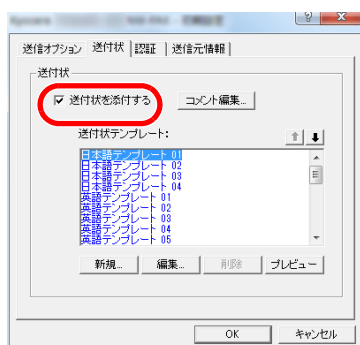 Kyocera NW-FAX - 初期設定
送信オプション 送付状 認証 送信元情報
送付状
送付状を添付する コメント編集...
送付状テンプレート:
日本語テンプレート 01
日本語テンプレート 02
日本語テンプレート 03
日本語テンプレート 04
英語テンプレート 01
英語テンプレート 02
英語テンプレート 03
英語テンプレート 04
英語テンプレート 05
新規... 編集... 削除 プレビュー
OK キャンセル